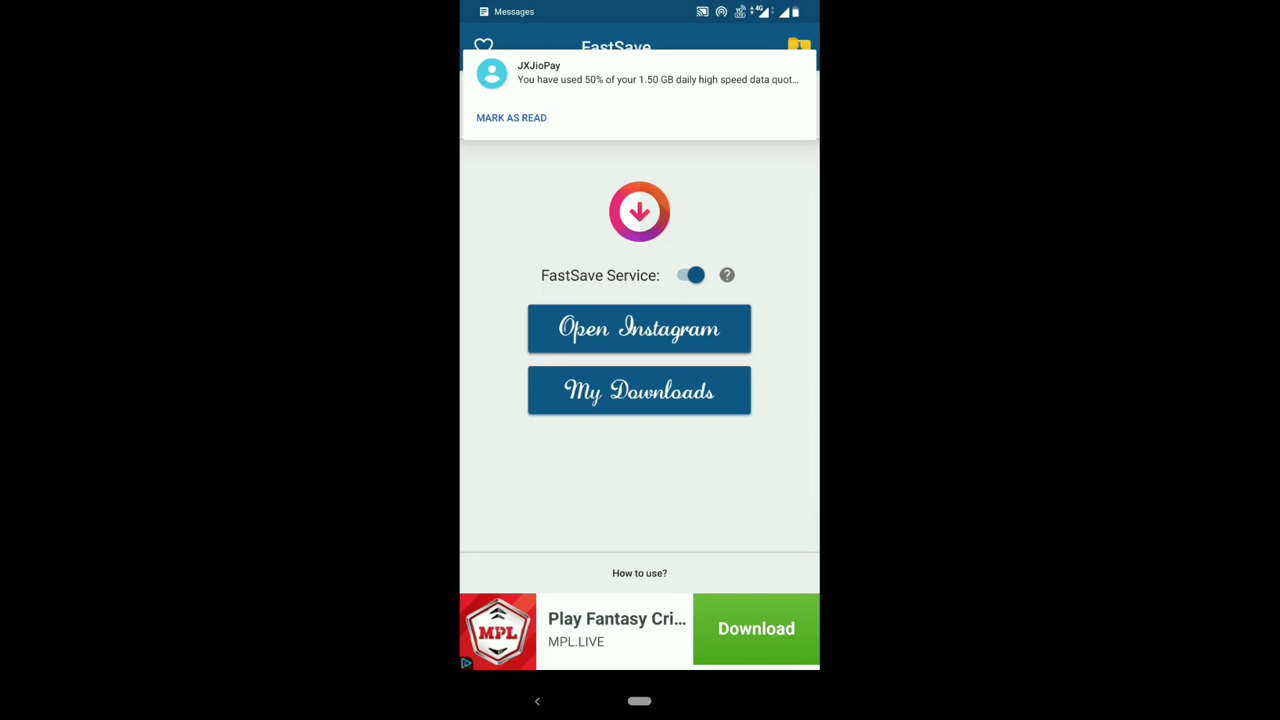 Messages
4G
FastSave
JXJioPay
You have used 50% of your 1.50 GB daily high speed data quot...
MARK AS READ
FastSave Service:
?
Open Instagram
My Downloads
How to use?
MPL
Play Fantasy Cri...
MPL.LIVE
Download